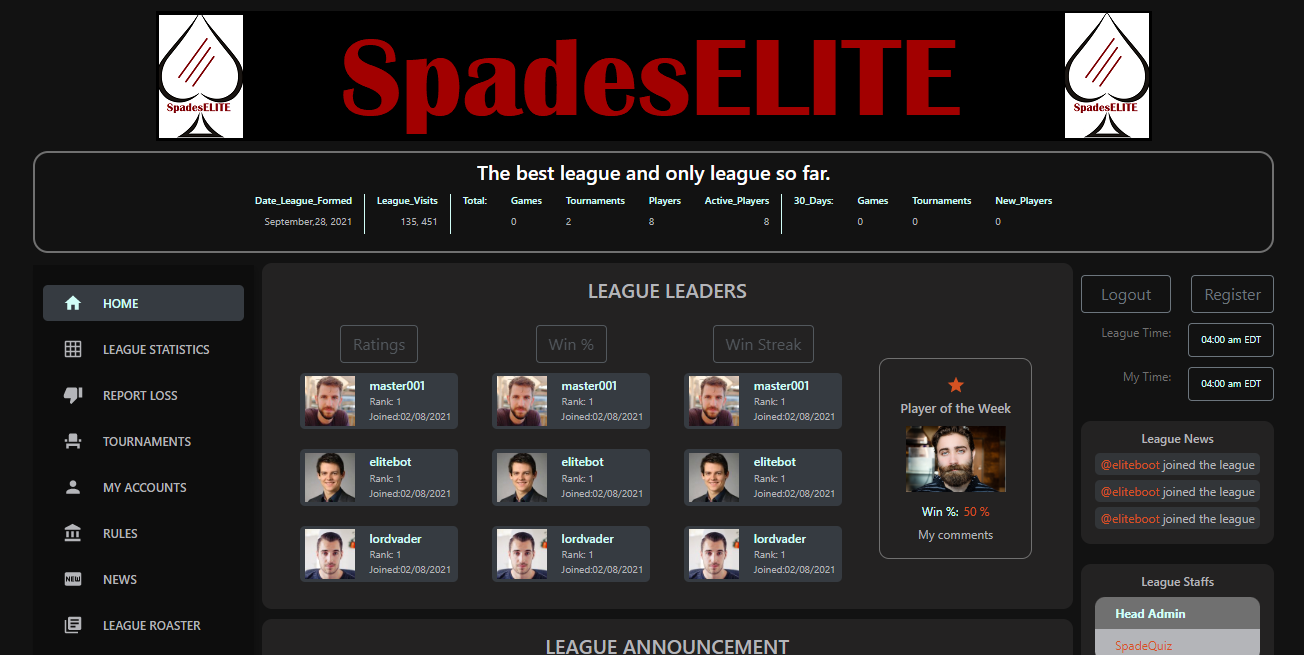 SpadesELITE
SpadesELITE
SpadesELITE
The best league and only league so far.
Date_League_Formed League_Visits Total: Games Tournaments Players Active_Players 30_Days: Games Tournaments New_Players
September,28, 2021 135, 451 0 2 8 8 0 0 0
HOME
LEAGUE STATISTICS
REPORT LOSS
TOURNAMENTS
MY ACCOUNTS
RULES
NEW
NEWS
LEAGUE ROASTER
LEAGUE LEADERS
Ratings Win % Win Streak
master001 master001 master001
Rank: 1 Rank: 1 Rank: 1
Joined:02/08/2021 Joined:02/08/2021 Joined:02/08/2021
elitebot elitebot elitebot
Rank: 1 Rank: 1 Rank: 1
Joined:02/08/2021 Joined:02/08/2021 Joined:02/08/2021
lordvader lordvader lordvader
Rank: 1 Rank: 1 Rank: 1
Joined:02/08/2021 Joined:02/08/2021 Joined:02/08/2021
Player of the Week
Win %: 50 %
My comments
LEAGUE ANNOUNCEMENT
Logout Register
League Time: 04:00 am EDT
My Time: 04:00 am EDT
League News
@eliteboot joined the league
@eliteboot joined the league
@eliteboot joined the league
League Staffs
Head Admin
SpadeQuiz